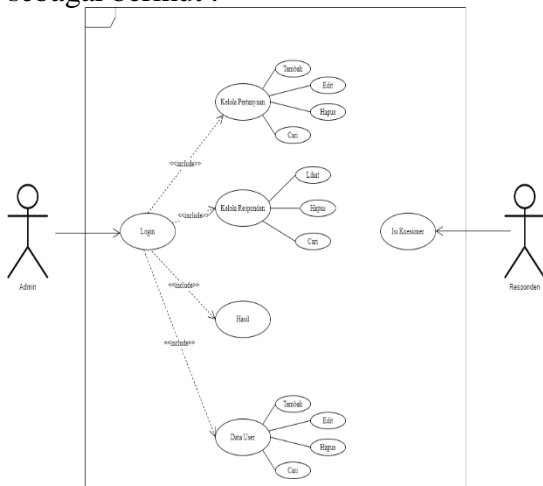 sebagai berikut :
Tambah
Edit
Kelola Pertanyaan
Hapus
Cari
<<include>>
Lihat
<<include>>
Kelola Responden
Hapus
Login
Isi Kuesioner
Cari
Admin
Responden
<<include>>
Hasil
<<include>>
Tambah
Edit
Data User
Hapus
Cari